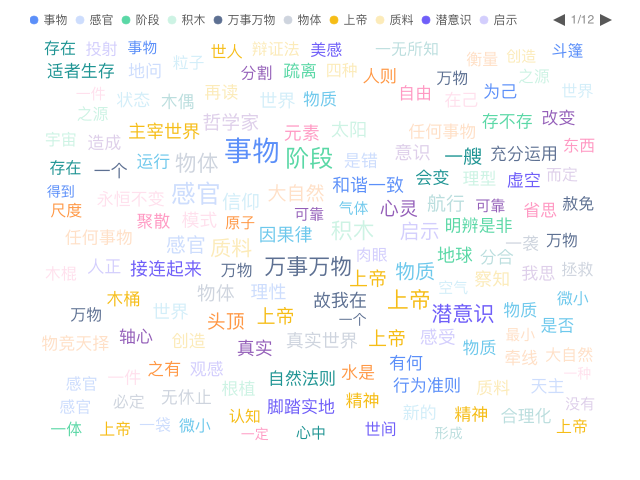 事物 感官 阶段 积木 万事万物 物体 上帝 质料 潜意识 启示 1/12
存在 投射 事物 世人 辩证法 美感 一无所知 衡量 创造 斗篷
适者生存 地问 粒子 分割 疏离 四种 人则 万物 之源
一件 状态 木偶 再读 世界 物质 自由 在己 为己 世界
之源 主宰世界 哲学家 元素 太阳 任何事物 存不存 改变
宇宙 造成 事物 阶段 是错 意识 一艘 充分运用 东西
存在 一个 运行 物体 和谐一致 会变 理型 虚空 而定
得到 永恒不变 感官 信仰 大自然 气体 心灵 航行 可靠 省思 赦免
尺度 聚散 模式 原子 可靠 积木 启示 明辨是非
任何事物 感官 质料 因果律 肉眼 地球 分合 一袭 万物
木棍 人正 接连起来 万物 万事万物 上帝 物质 察知 我思 拯救
木桶 物体 理性 故我在 上帝 空气 微小
万物 世界 头顶 上帝 一个 潜意识 物质 是否
物竞天择 轴心 创造 真实 真实世界 上帝 感受 物质 最小 牵线 大自然
之有 观感 自然法则 水是 有何 一种
感官 一件 根植 行为准则 质料 天主
感官 必定 无休止 脚踏实地 精神 新的 精神 合理化 没有
一体 上帝 一袋 微小 认知 一定 心中 世间 形成 上帝